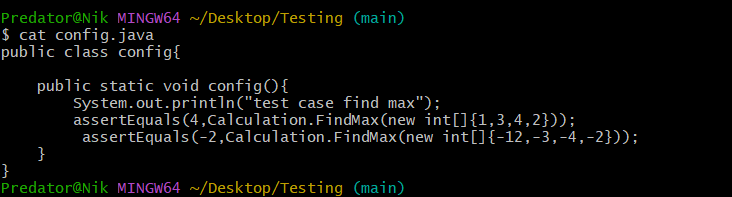 Predator@Nik MINGW64 ~/Desktop/Testing (main)
$ cat config.java
public class config{
    public static void config(){
        System.out.println("test case find max");
        assertEquals(4,Calculation.FindMax(new int[]{1,3,4,2}));
         assertEquals(-2,Calculation.FindMax(new int[]{-12,-3,-4,-2}));
    }
}
Predator@Nik MINGW64 ~/Desktop/Testing (main)